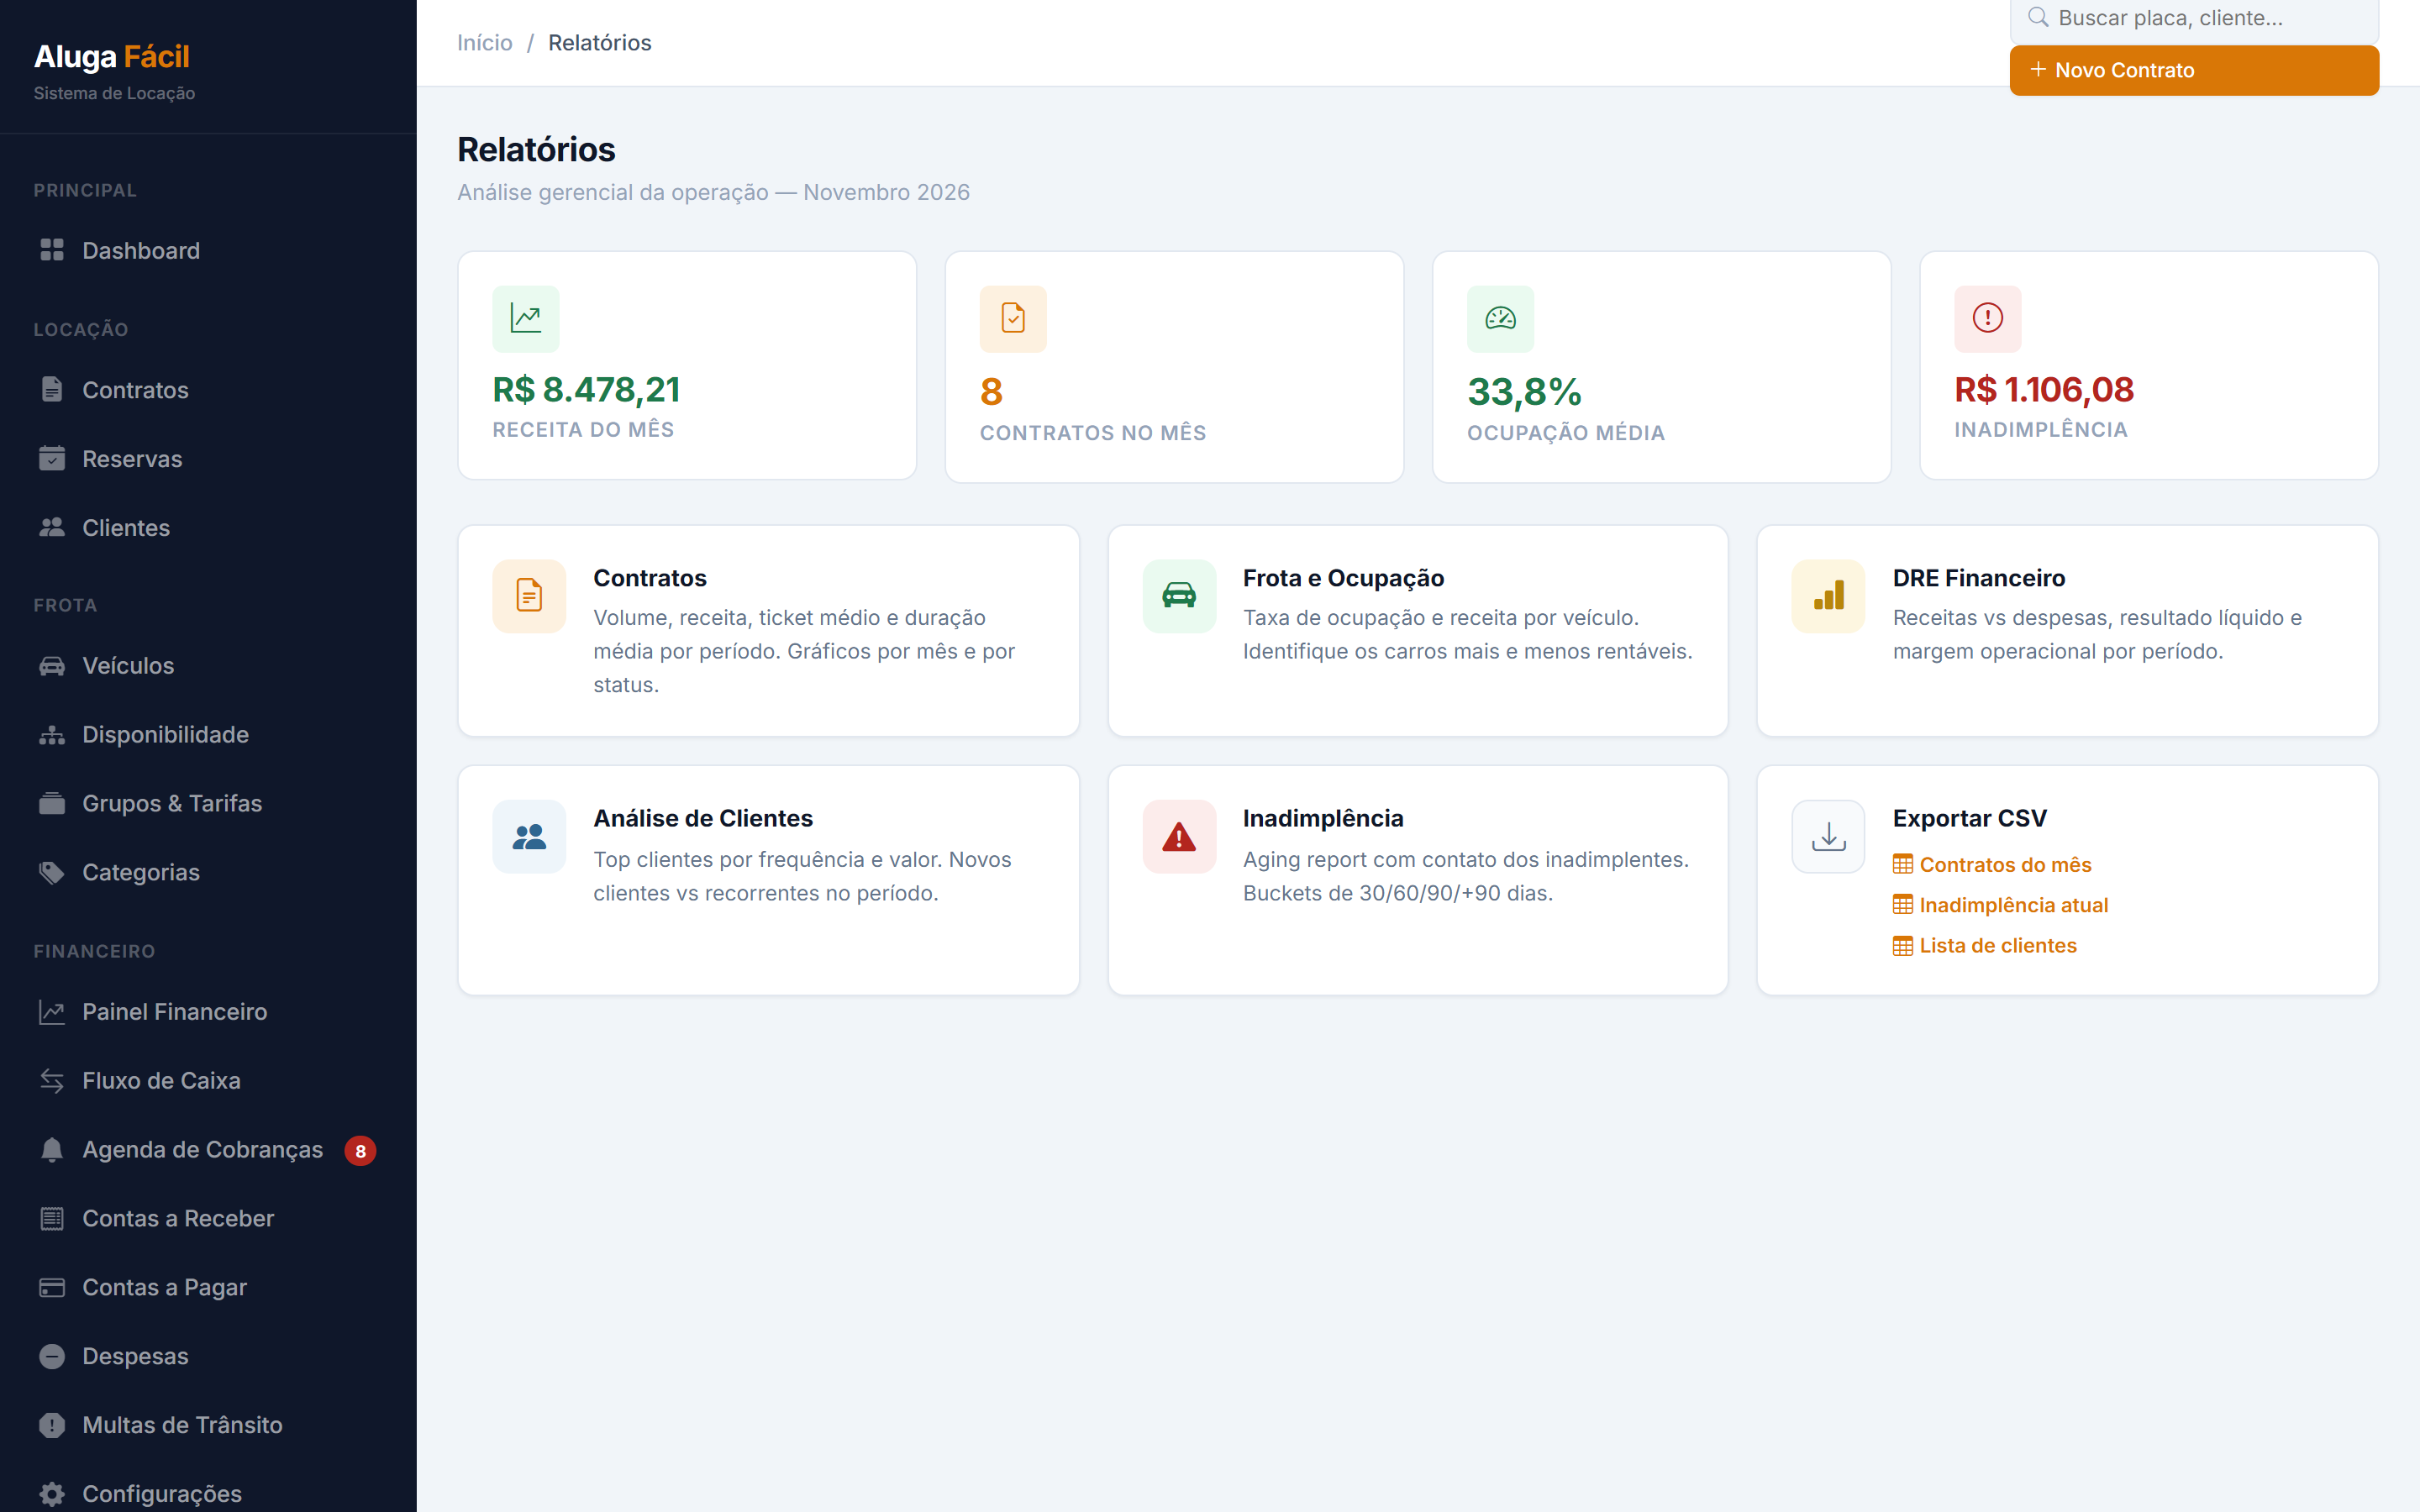 Aluga Fácil
Sistema de Locação
PRINCIPAL
Dashboard
LOCAÇÃO
Contratos
Reservas
Clientes
FROTA
Veículos
Disponibilidade
Grupos & Tarifas
Categorias
FINANCEIRO
Painel Financeiro
Fluxo de Caixa
Agenda de Cobranças 8
Contas a Receber
Contas a Pagar
Despesas
Multas de Trânsito
Configurações
Início / Relatórios
Buscar placa, cliente...
+ Novo Contrato
Relatórios
Análise gerencial da operação — Novembro 2026
R$ 8.478,21
RECEITA DO MÊS
8
CONTRATOS NO MÊS
33,8%
OCUPAÇÃO MÉDIA
R$ 1.106,08
INADIMPLÊNCIA
Contratos
Volume, receita, ticket médio e duração
média por período. Gráficos por mês e por
status.
Frota e Ocupação
Taxa de ocupação e receita por veículo.
Identifique os carros mais e menos rentáveis.
DRE Financeiro
Receitas vs despesas, resultado líquido e
margem operacional por período.
Análise de Clientes
Top clientes por frequência e valor. Novos
clientes vs recorrentes no período.
Inadimplência
Aging report com contato dos inadimplentes.
Buckets de 30/60/90/+90 dias.
Exportar CSV
Contratos do mês
Inadimplência atual
Lista de clientes